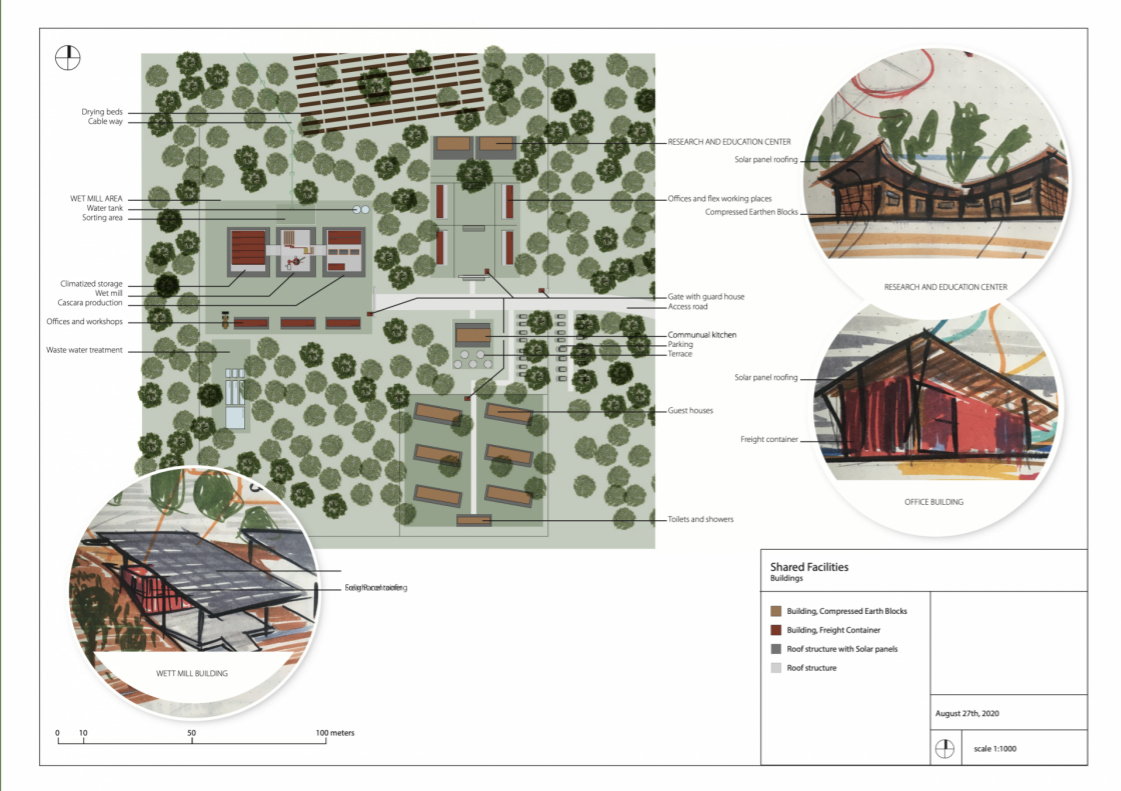 Drying beds
Cable way
WET MILL AREA
Water tank
Sorting area
Climatized storage
Wet mill
Cascara production
Offices and workshops
Waste water treatment
RESEARCH AND EDUCATION CENTER
Solar panel roofing
Offices and flex working places
Compressed Earthen Blocks
RESEARCH AND EDUCATION CENTER
Gate with guard house
Access road
Communual kitchen
Parking
Terrace
Solar panel roofing
Guest houses
Freight container
OFFICE BUILDING
Toilets and showers
WETT MILL BUILDING
0 10 50 100 meters
Shared Facilities
Buildings
Building, Compressed Earth Blocks
Building, Freight Container
Roof structure with Solar panels
Roof structure
August 27th, 2020
scale 1:1000